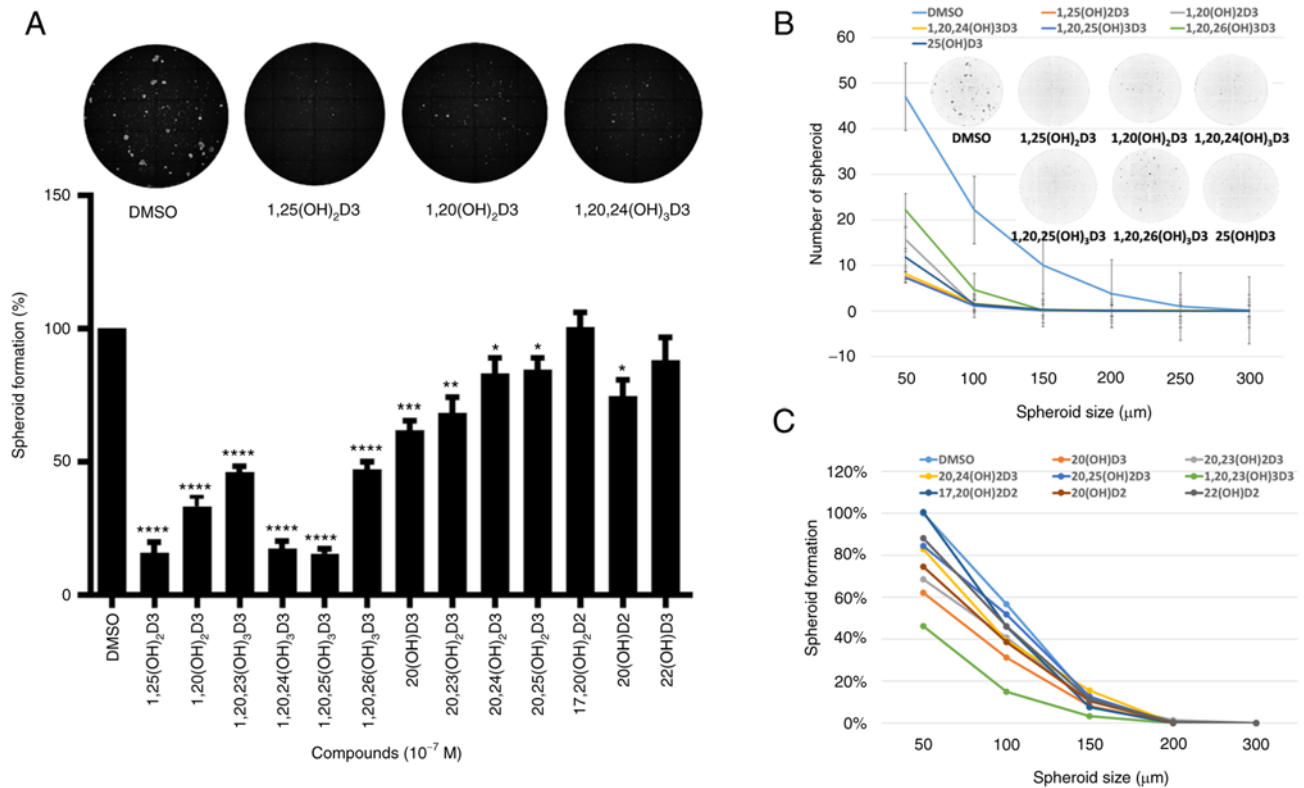 A
DMSO
1,25(OH)₂D3
1,20(OH)₂D3
1,20,24(OH)₃D3
Spheroid formation (%)
150
100
50
0
****
****
****
****
****
****
***
**
*
*
*
DMSO
1,25(OH)₂D3
1,20(OH)₂D3
1,20,23(OH)₃D3
1,20,24(OH)₃D3
1,20,25(OH)₃D3
1,20,26(OH)₃D3
20(OH)D3
20,23(OH)₂D3
20,24(OH)₂D3
20,25(OH)₂D3
17,20(OH)₂D2
20(OH)D2
22(OH)D3
Compounds (10⁻⁷ M)
B
DMSO 1,25(OH)2D3 1,20(OH)2D3
1,20,24(OH)3D3 1,20,25(OH)3D3 1,20,26(OH)3D3
25(OH)D3
Number of spheroid
60
50
40
30
20
10
0
−10
DMSO 1,25(OH)₂D3 1,20(OH)₂D3 1,20,24(OH)₃D3
1,20,25(OH)₃D3 1,20,26(OH)₃D3 25(OH)D3
50 100 150 200 250 300
Spheroid size (μm)
C
DMSO 20(OH)D3 20,23(OH)2D3
20,24(OH)2D3 20,25(OH)2D3 1,20,23(OH)3D3
17,20(OH)2D2 20(OH)D2 22(OH)D2
Spheroid formation
120%
100%
80%
60%
40%
20%
0%
50 100 150 200 300
Spheroid size (μm)